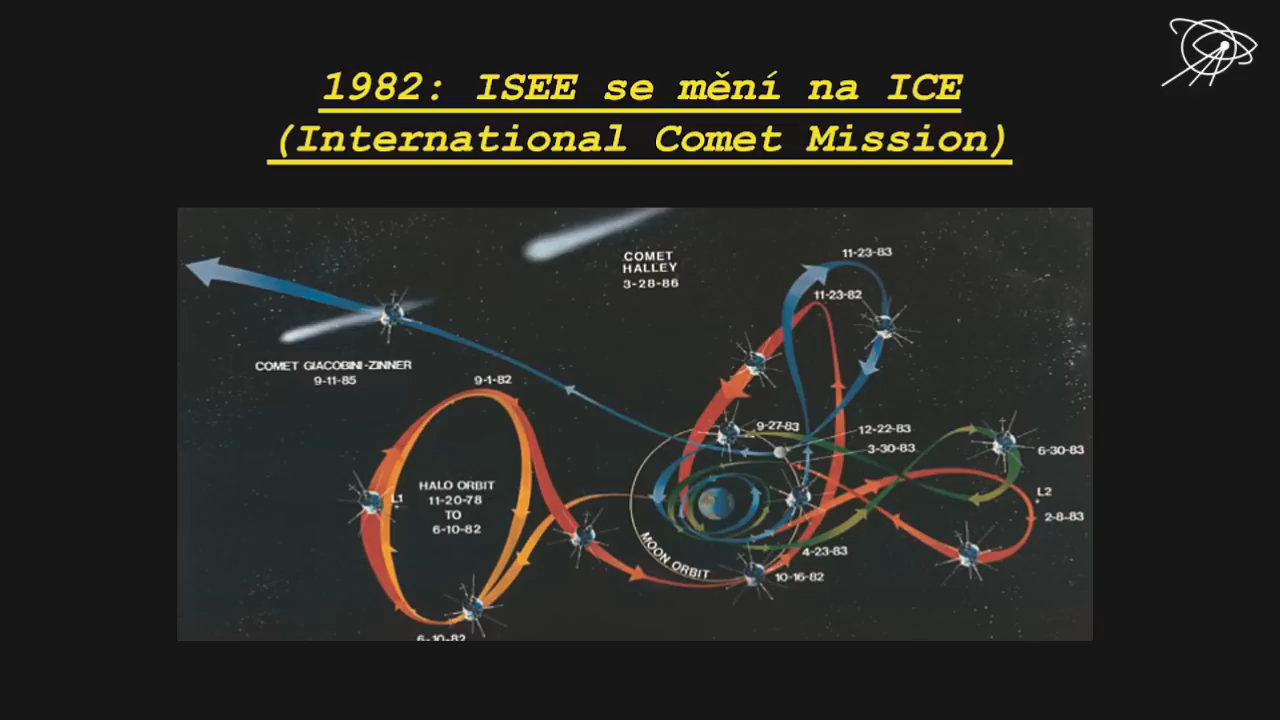 1982: ISEE se mění na ICE
(International Comet Mission)
COMET
HALLEY
3-28-86
11-23-83
11-23-82
COMET GIACOBINI-ZINNER
9-11-85
9-1-82
9-27-83
12-22-83
3-30-83
6-30-83
HALO ORBIT
11-20-78
TO
6-10-82
L1
L2
2-8-83
MOON ORBIT
4-23-83
10-16-82
6-10-82